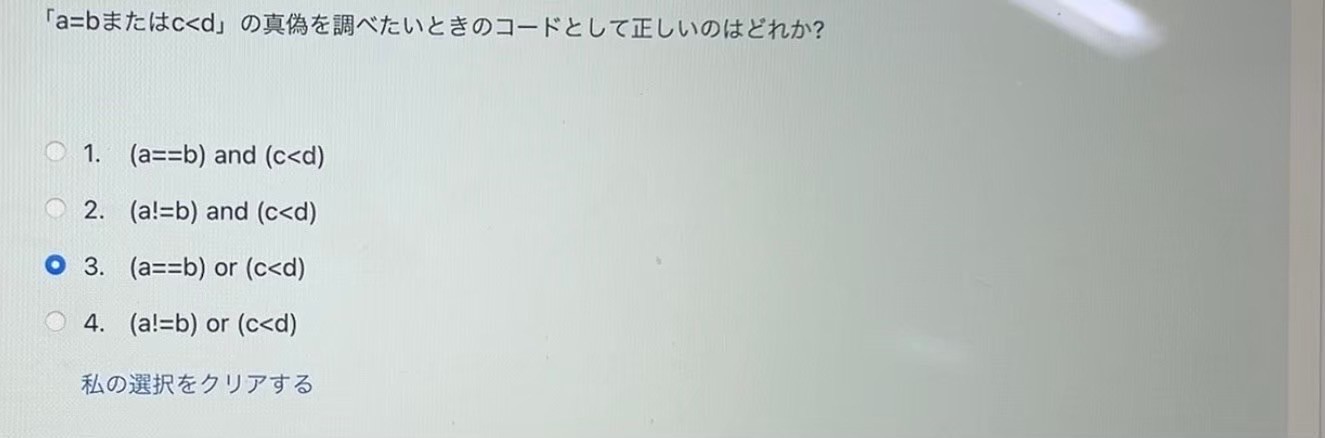 「a=bまたはc<d」の真偽を調べたいときのコードとして正しいのはどれか?
1. (a==b) and (c<d)
2. (a!=b) and (c<d)
3. (a==b) or (c<d)
4. (a!=b) or (c<d)
私の選択をクリアする